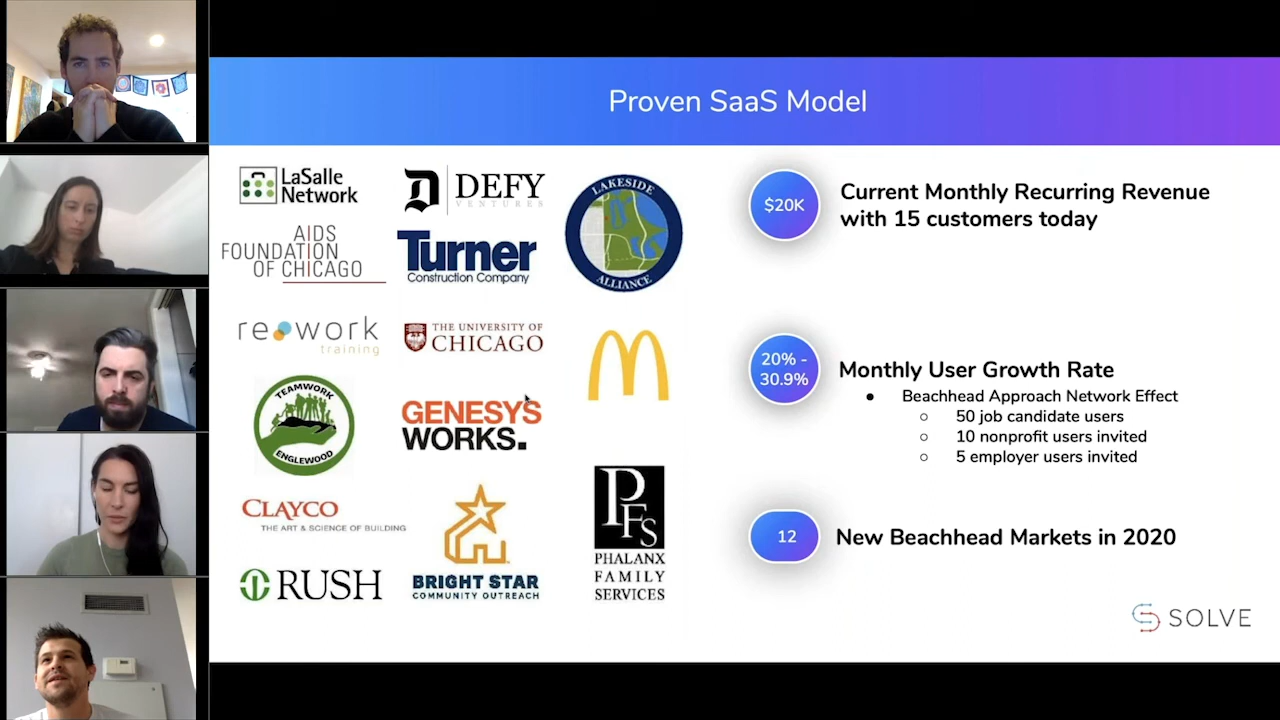 Proven SaaS Model
LaSalle
Network
DEFY
VENTURES
LAKESIDE
ALLIANCE
AIDS
FOUNDATION
OF CHICAGO
Turner
Construction Company
re work
training
THE UNIVERSITY OF
CHICAGO
TEAMWORK
ENGLEWOOD
GENESYS
WORKS.
CLAYCO
THE ART & SCIENCE OF BUILDING
BRIGHT STAR
COMMUNITY OUTREACH
PFS
PHALANX
FAMILY
SERVICES
RUSH
$20K
Current Monthly Recurring Revenue
with 15 customers today
20% -
30.9%
Monthly User Growth Rate
● Beachhead Approach Network Effect
○ 50 job candidate users
○ 10 nonprofit users invited
○ 5 employer users invited
12
New Beachhead Markets in 2020
SOLVE